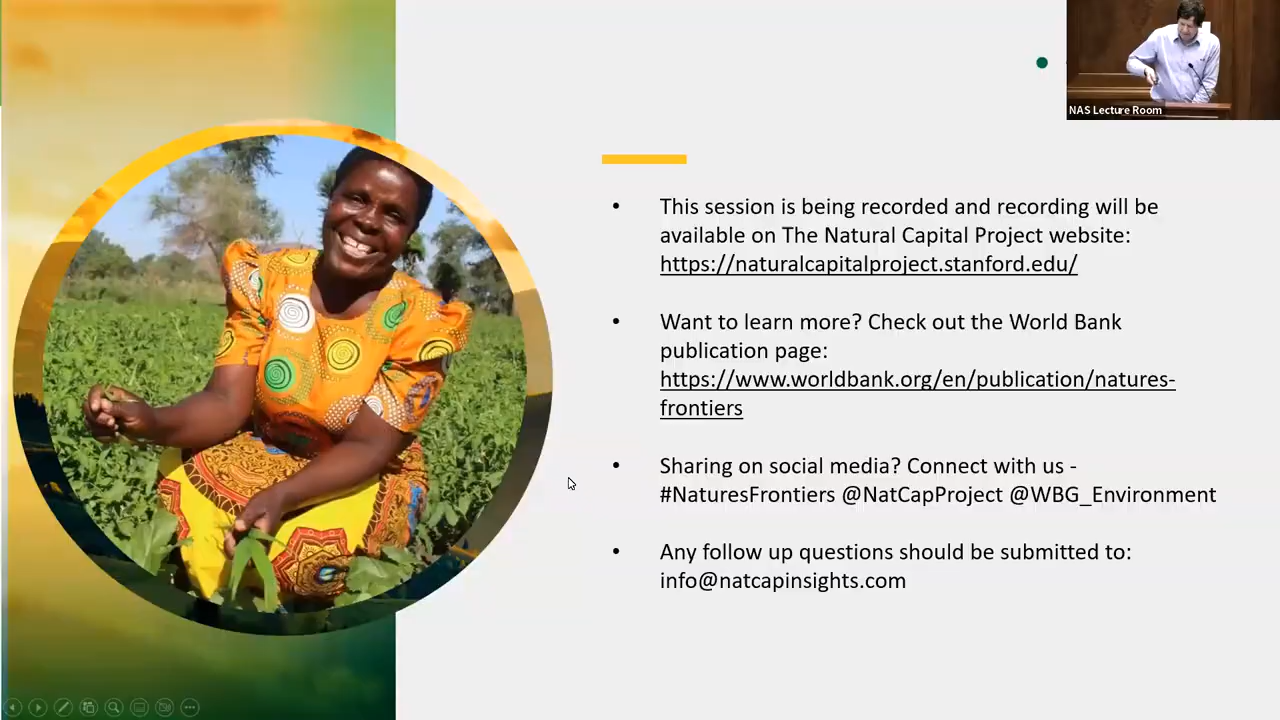 NAS Lecture Room
• This session is being recorded and recording will be
available on The Natural Capital Project website:
https://naturalcapitalproject.stanford.edu/
• Want to learn more? Check out the World Bank
publication page:
https://www.worldbank.org/en/publication/natures-
frontiers
• Sharing on social media? Connect with us -
#NaturesFrontiers @NatCapProject @WBG_Environment
• Any follow up questions should be submitted to:
info@natcapinsights.com